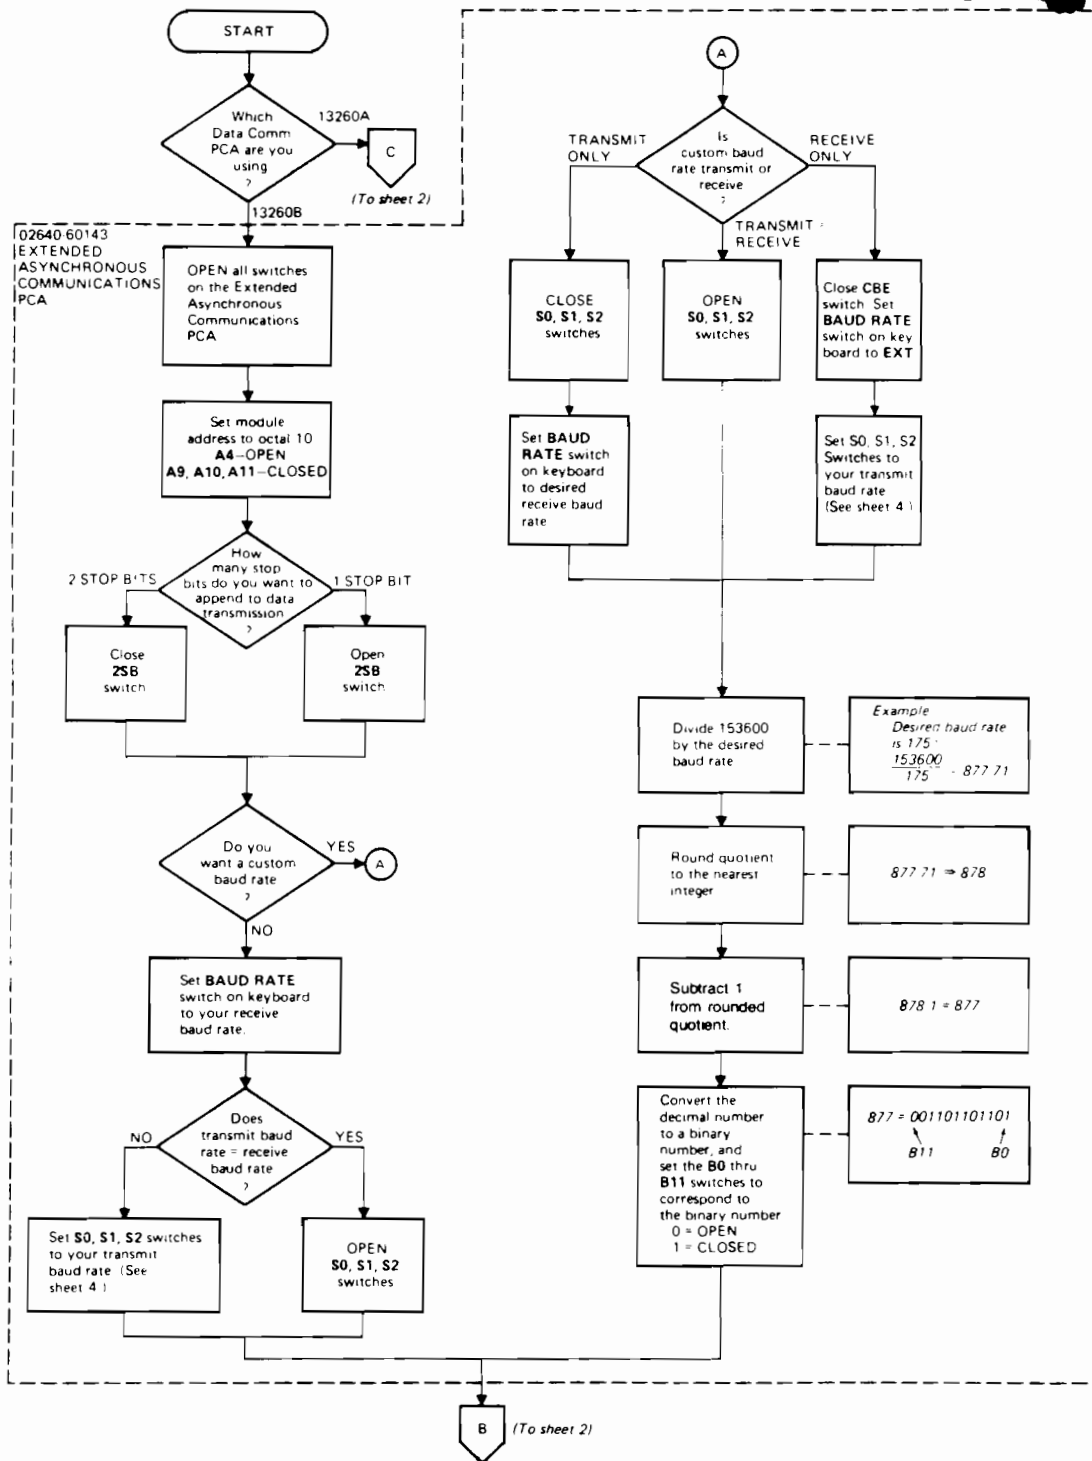 START
Which
Data Comm
PCA are you
using
?
13260A
C
(To sheet 2)
13260B
02640-60143
EXTENDED
ASYNCHRONOUS
COMMUNICATIONS
PCA
OPEN all switches
on the Extended
Asynchronous
Communications
PCA
Set module
address to octal 10
A4–OPEN
A9, A10, A11–CLOSED
How
many stop
bits do you want to
append to data
transmission
?
2 STOP BITS
1 STOP BIT
Close
2SB
switch
Open
2SB
switch
Do you
want a custom
baud rate
?
YES
A
NO
Set BAUD RATE
switch on keyboard
to your receive
baud rate.
Does
transmit baud
rate = receive
baud rate
?
NO
YES
Set S0, S1, S2 switches
to your transmit
baud rate (See
sheet 4 )
OPEN
S0, S1, S2
switches
A
Is
custom baud
rate transmit or
receive
?
TRANSMIT
ONLY
RECEIVE
ONLY
TRANSMIT =
RECEIVE
CLOSE
S0, S1, S2
switches
OPEN
S0, S1, S2
switches
Close CBE
switch Set
BAUD RATE
switch on key
board to EXT
Set BAUD
RATE switch
on keyboard
to desired
receive baud
rate
Set S0, S1, S2
Switches to
your transmit
baud rate
(See sheet 4 )
Divide 153600
by the desired
baud rate
Example
Desired baud rate
is 175
153600
175 = 877 71
Round quotient
to the nearest
integer
877 71 ⇒ 878
Subtract 1
from rounded
quotient.
878 1 = 877
Convert the
decimal number
to a binary
number, and
set the B0 thru
B11 switches to
correspond to
the binary number
0 = OPEN
1 = CLOSED
877 = 001101101101
B11 B0
B
(To sheet 2)